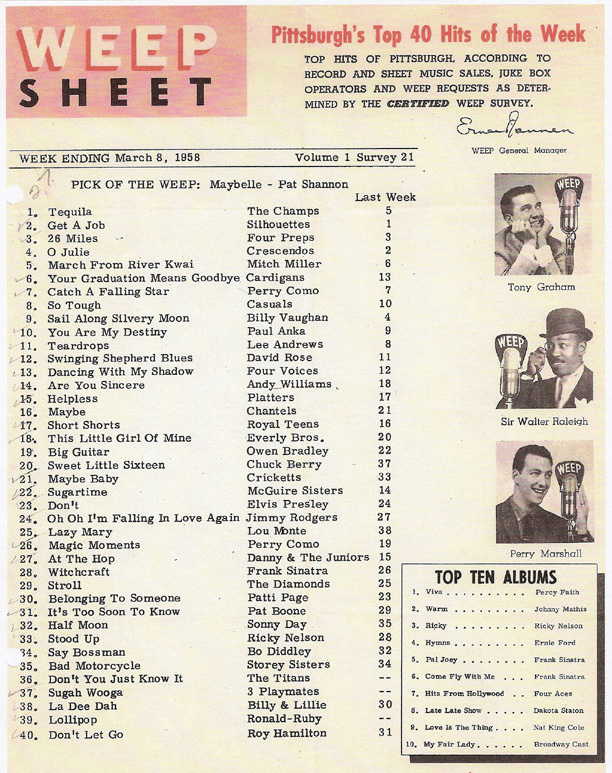 WEEP
SHEET
Pittsburgh's Top 40 Hits of the Week
TOP HITS OF PITTSBURGH, ACCORDING TO
RECORD AND SHEET MUSIC SALES, JUKE BOX
OPERATORS AND WEEP REQUESTS AS DETER-
MINED BY THE CERTIFIED WEEP SURVEY.
WEEP General Manager
WEEK ENDING March 8, 1958 Volume 1 Survey 21
PICK OF THE WEEP: Maybelle - Pat Shannon
Last Week
1. Tequila The Champs 5
2. Get A Job Silhouettes 1
3. 26 Miles Four Preps 3
4. O Julie Crescendos 2
5. March From River Kwai Mitch Miller 6
6. Your Graduation Means Goodbye Cardigans 13
7. Catch A Falling Star Perry Como 7
8. So Tough Casuals 10
9. Sail Along Silvery Moon Billy Vaughan 4
10. You Are My Destiny Paul Anka 9
11. Teardrops Lee Andrews 8
12. Swinging Shepherd Blues David Rose 11
13. Dancing With My Shadow Four Voices 12
14. Are You Sincere Andy Williams 18
15. Helpless Platters 17
16. Maybe Chantels 21
17. Short Shorts Royal Teens 16
18. This Little Girl Of Mine Everly Bros. 20
19. Big Guitar Owen Bradley 22
20. Sweet Little Sixteen Chuck Berry 37
21. Maybe Baby Cricketts 33
22. Sugartime McGuire Sisters 14
23. Don't Elvis Presley 24
24. Oh Oh I'm Falling In Love Again Jimmy Rodgers 27
25. Lazy Mary Lou Monte 38
26. Magic Moments Perry Como 19
27. At The Hop Danny & The Juniors 15
28. Witchcraft Frank Sinatra 26
29. Stroll The Diamonds 25
30. Belonging To Someone Patti Page 23
31. It's Too Soon To Know Pat Boone 29
32. Half Moon Sonny Day 35
33. Stood Up Ricky Nelson 28
34. Say Bossman Bo Diddley 32
35. Bad Motorcycle Storey Sisters 34
36. Don't You Just Know It The Titans --
37. Sugah Wooga 3 Playmates --
38. La Dee Dah Billy & Lillie 30
39. Lollipop Ronald-Ruby --
40. Don't Let Go Roy Hamilton 31
WEEP
Tony Graham
WEEP
Sir Walter Raleigh
WEEP
Perry Marshall
TOP TEN ALBUMS
1. Viva . . . . . . . . . . Percy Faith
2. Warm . . . . . . . . . Johnny Mathis
3. Ricky . . . . . . . . . Ricky Nelson
4. Hymns . . . . . . . . Ernie Ford
5. Pal Joey . . . . . . . . Frank Sinatra
6. Come Fly With Me . . Frank Sinatra
7. Hits From Hollywood . . Four Aces
8. Late Late Show . . . . Dakota Staton
9. Love Is The Thing . . . Nat King Cole
10. My Fair Lady . . . . . Broadway Cast